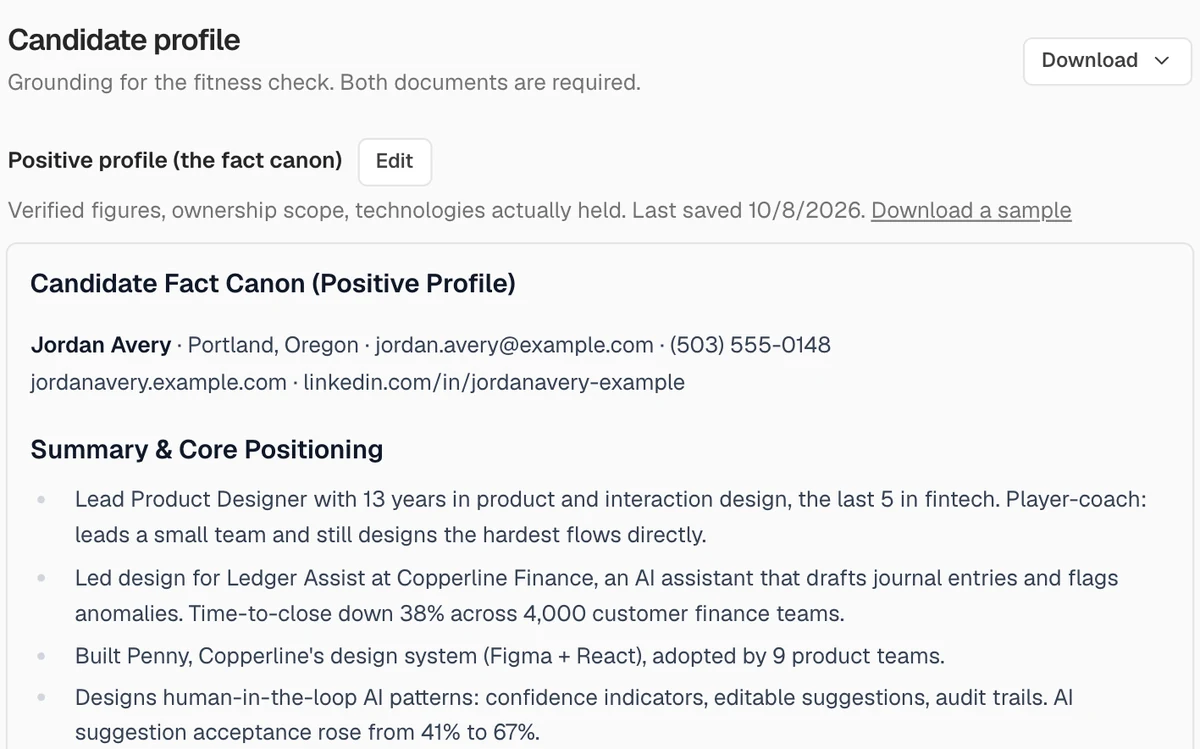 Candidate profile
Download
Grounding for the fitness check. Both documents are required.
Positive profile (the fact canon)
Edit
Verified figures, ownership scope, technologies actually held. Last saved 10/8/2026. Download a sample
Candidate Fact Canon (Positive Profile)
Jordan Avery · Portland, Oregon · jordan.avery@example.com · (503) 555-0148
jordanavery.example.com · linkedin.com/in/jordanavery-example
Summary & Core Positioning
Lead Product Designer with 13 years in product and interaction design, the last 5 in fintech. Player-coach:
leads a small team and still designs the hardest flows directly.
Led design for Ledger Assist at Copperline Finance, an AI assistant that drafts journal entries and flags
anomalies. Time-to-close down 38% across 4,000 customer finance teams.
Built Penny, Copperline's design system (Figma + React), adopted by 9 product teams.
Designs human-in-the-loop AI patterns: confidence indicators, editable suggestions, audit trails. AI
suggestion acceptance rose from 41% to 67%.